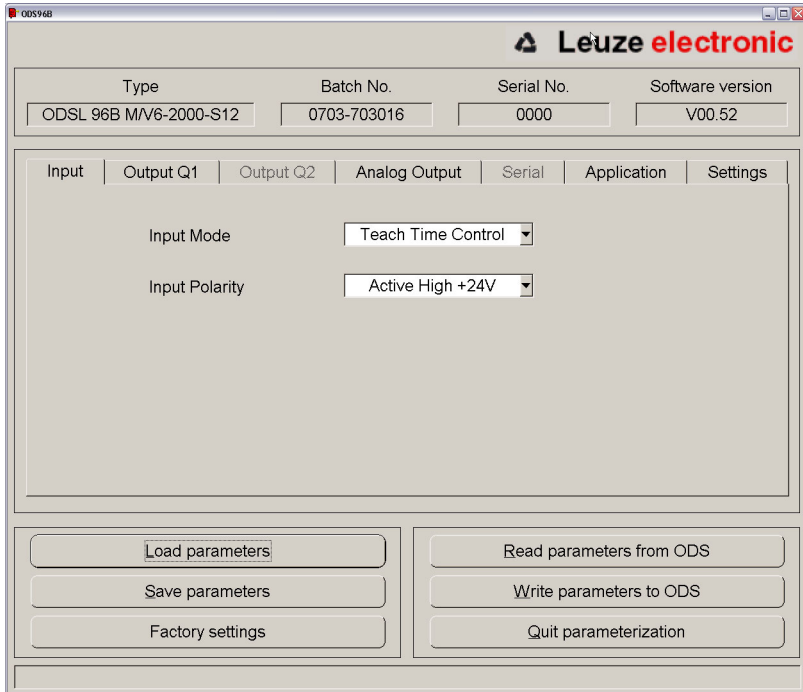 ODS96B
Leuze electronic
Type Batch No. Serial No. Software version
ODSL 96B M/V6-2000-S12 0703-703016 0000 V00.52
Input Output Q1 Output Q2 Analog Output Serial Application Settings
Input Mode Teach Time Control
Input Polarity Active High +24V
Load parameters Read parameters from ODS
Save parameters Write parameters to ODS
Factory settings Quit parameterization